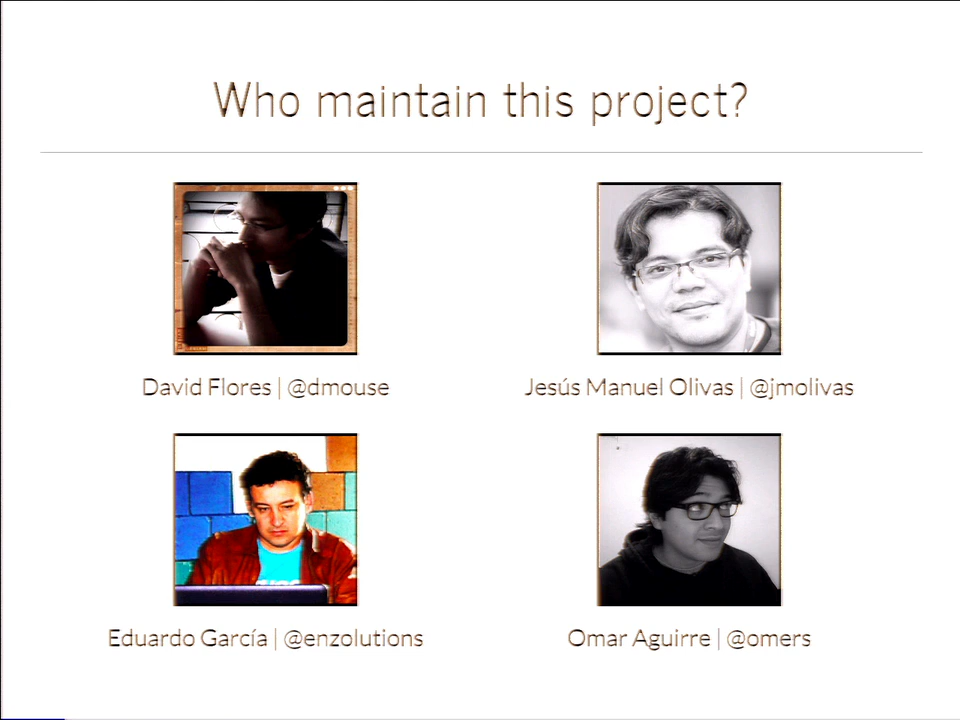 Who maintain this project?
David Flores | @dmouse
Jesús Manuel Olivas | @jmolivas
Eduardo García | @enzolutions
Omar Aguirre | @omers